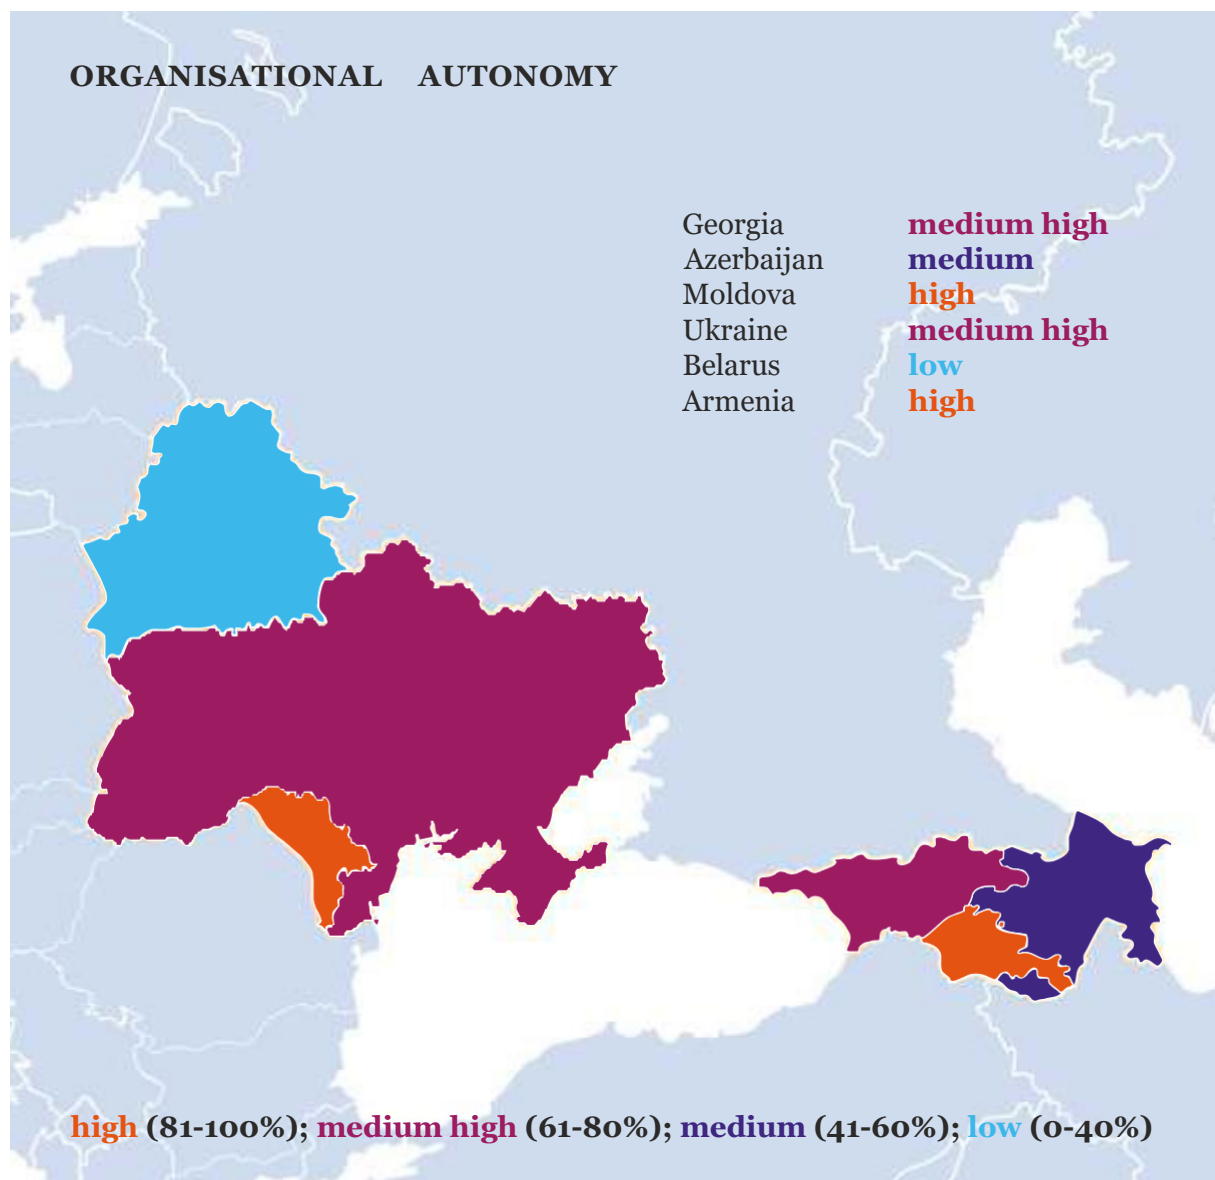 ORGANISATIONAL AUTONOMY
Georgia medium high
Azerbaijan medium
Moldova high
Ukraine medium high
Belarus low
Armenia high
high (81-100%); medium high (61-80%); medium (41-60%); low (0-40%)